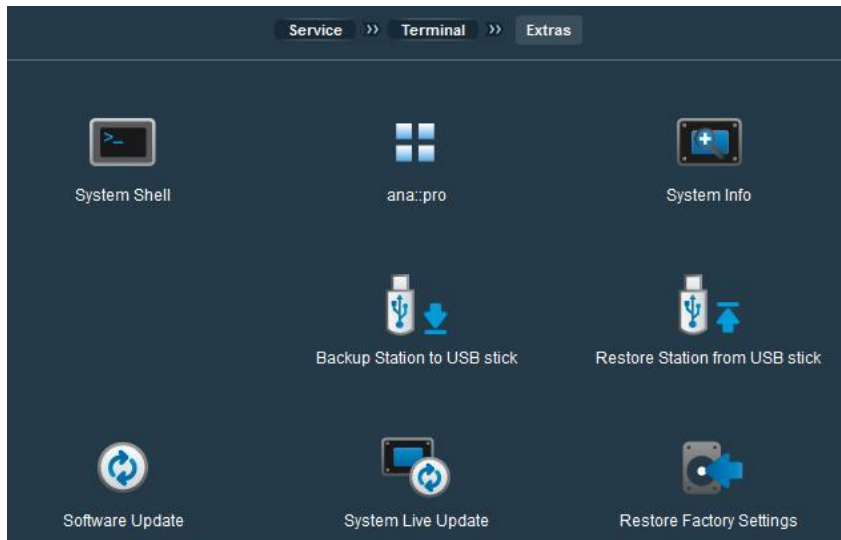 Service » Terminal » Extras
>_
System Shell
ana::pro
System Info
Backup Station to USB stick
Restore Station from USB stick
Software Update
System Live Update
Restore Factory Settings